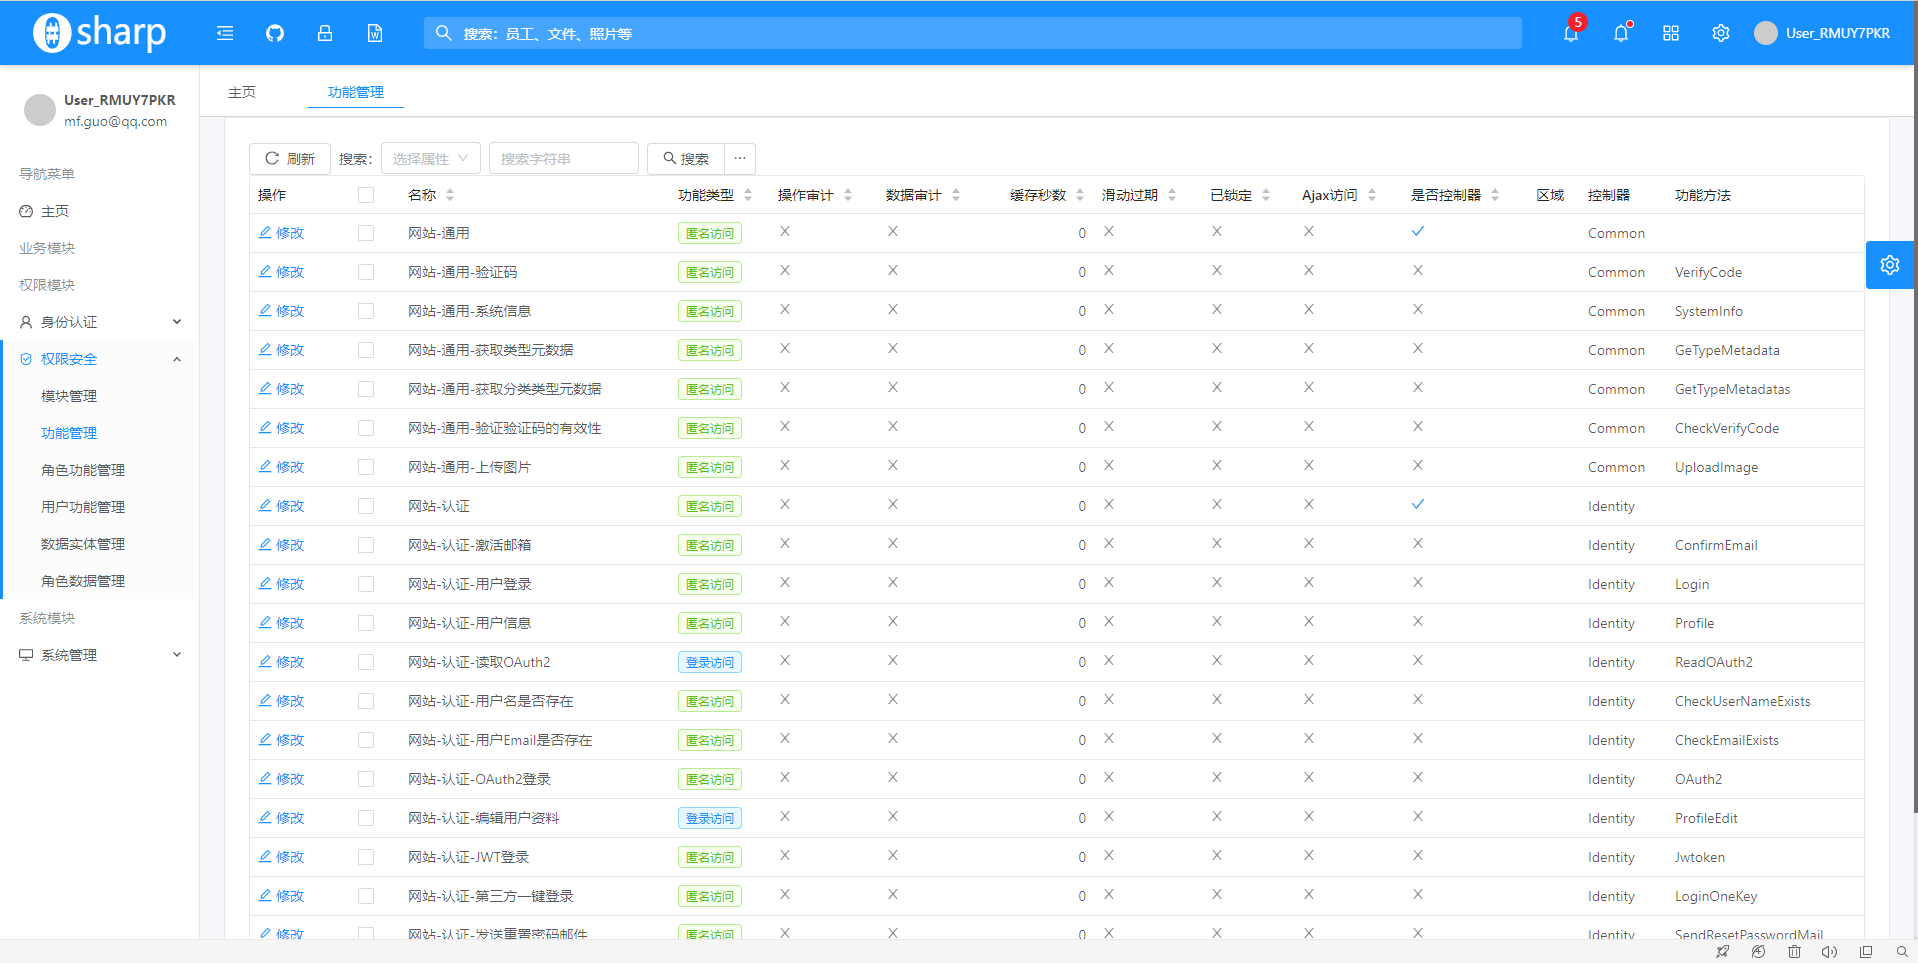 sharp
搜索：员工、文件、照片等
5
User_RMUY7PKR
User_RMUY7PKR
mf.guo@qq.com
导航菜单
主页
业务模块
权限模块
身份认证
权限安全
模块管理
功能管理
角色功能管理
用户功能管理
数据实体管理
角色数据管理
系统模块
系统管理
主页 功能管理
刷新 搜索： 选择属性 搜索字符串 搜索 ···
操作 名称 功能类型 操作审计 数据审计 缓存秒数 滑动过期 已锁定 Ajax访问 是否控制器 区域 控制器 功能方法
修改 网站-通用 匿名访问 0 Common
修改 网站-通用-验证码 匿名访问 0 Common VerifyCode
修改 网站-通用-系统信息 匿名访问 0 Common SystemInfo
修改 网站-通用-获取类型元数据 匿名访问 0 Common GeTypeMetadata
修改 网站-通用-获取分类类型元数据 匿名访问 0 Common GetTypeMetadatas
修改 网站-通用-验证验证码的有效性 匿名访问 0 Common CheckVerifyCode
修改 网站-通用-上传图片 匿名访问 0 Common UploadImage
修改 网站-认证 匿名访问 0 Identity
修改 网站-认证-激活邮箱 匿名访问 0 Identity ConfirmEmail
修改 网站-认证-用户登录 匿名访问 0 Identity Login
修改 网站-认证-用户信息 匿名访问 0 Identity Profile
修改 网站-认证-读取OAuth2 登录访问 0 Identity ReadOAuth2
修改 网站-认证-用户名是否存在 匿名访问 0 Identity CheckUserNameExists
修改 网站-认证-用户Email是否存在 匿名访问 0 Identity CheckEmailExists
修改 网站-认证-OAuth2登录 匿名访问 0 Identity OAuth2
修改 网站-认证-编辑用户资料 登录访问 0 Identity ProfileEdit
修改 网站-认证-JWT登录 匿名访问 0 Identity Jwtoken
修改 网站-认证-第三方一键登录 匿名访问 0 Identity LoginOneKey
修改 网站-认证-发送重置密码邮件 匿名访问 0 Identity SendResetPasswordMail